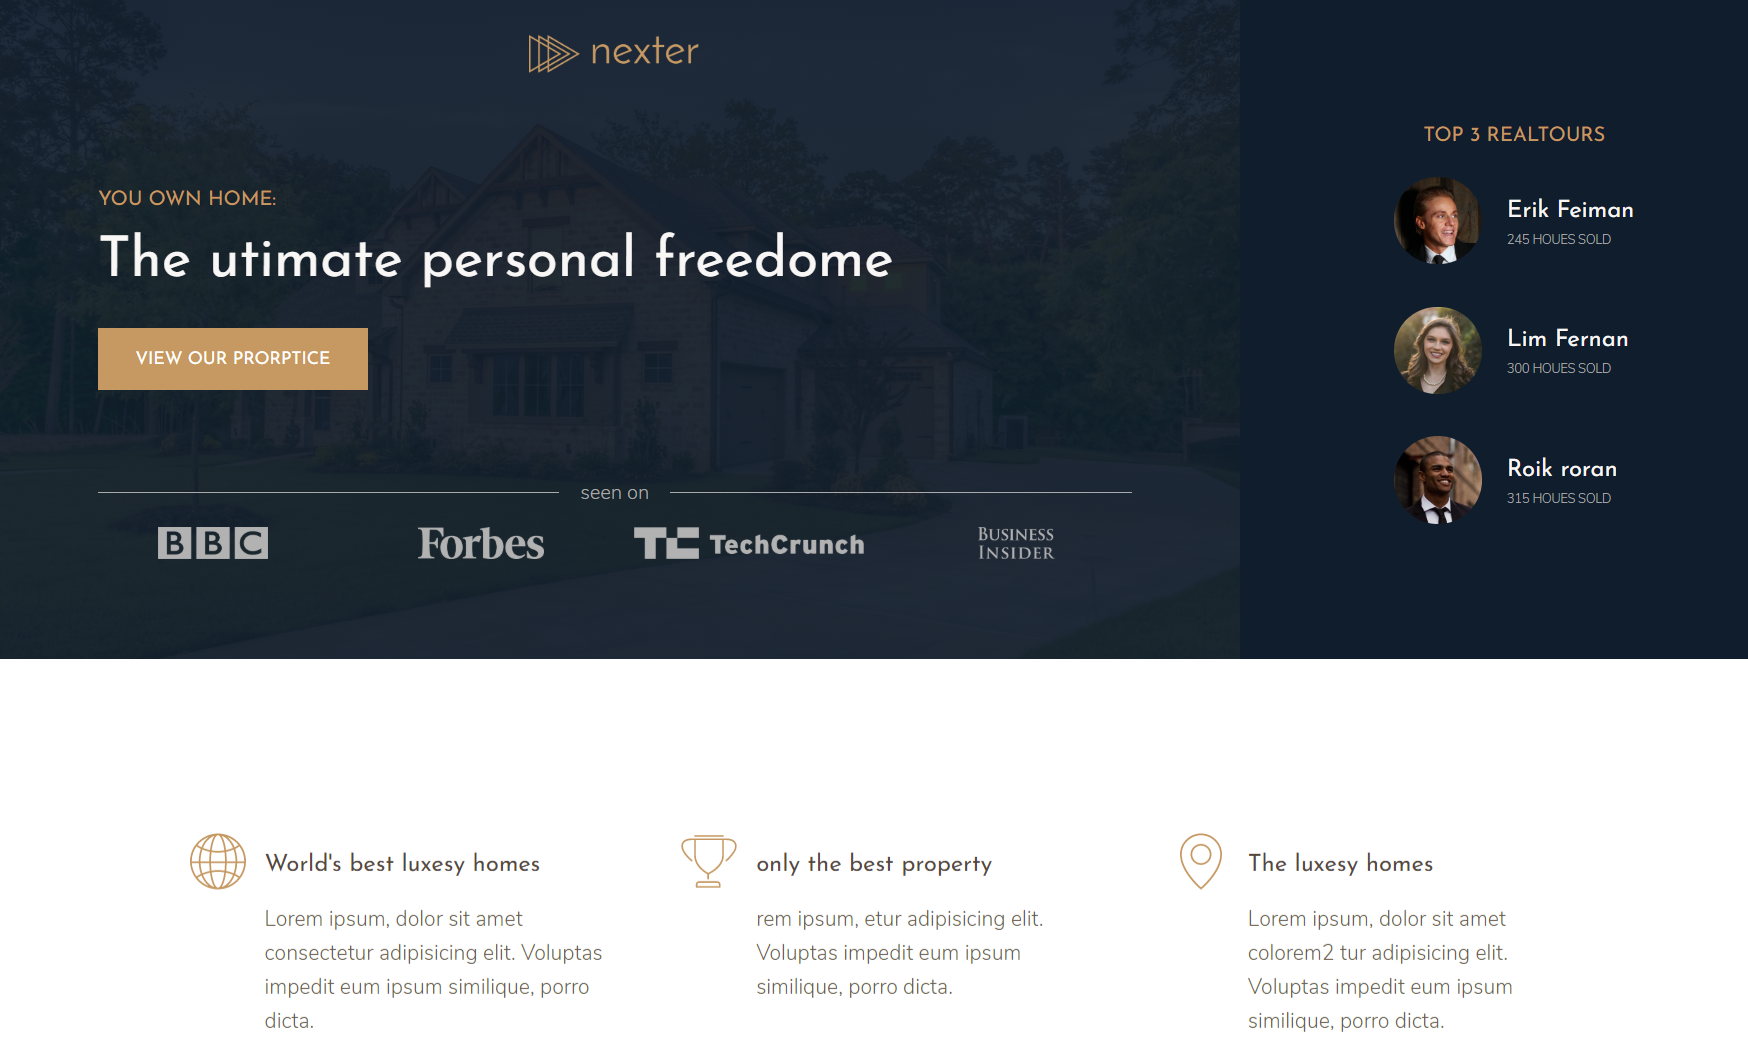 nexter
YOU OWN HOME:
The utimate personal freedome
VIEW OUR PRORPTICE
seen on
BBC
Forbes
TC TechCrunch
BUSINESS
INSIDER
TOP 3 REALTOURS
Erik Feiman
245 HOUES SOLD
Lim Fernan
300 HOUES SOLD
Roik roran
315 HOUES SOLD
World's best luxesy homes
Lorem ipsum, dolor sit amet
consectetur adipisicing elit. Voluptas
impedit eum ipsum similique, porro
dicta.
only the best property
rem ipsum, etur adipisicing elit.
Voluptas impedit eum ipsum
similique, porro dicta.
The luxesy homes
Lorem ipsum, dolor sit amet
colorem2 tur adipisicing elit.
Voluptas impedit eum ipsum
similique, porro dicta.